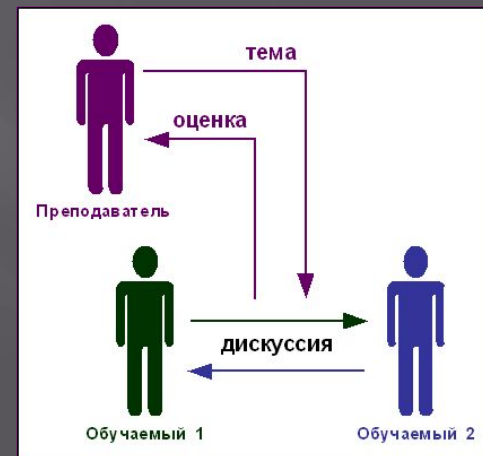 тема
оценка
Преподаватель
дискуссия
Обучаемый 1
Обучаемый 2